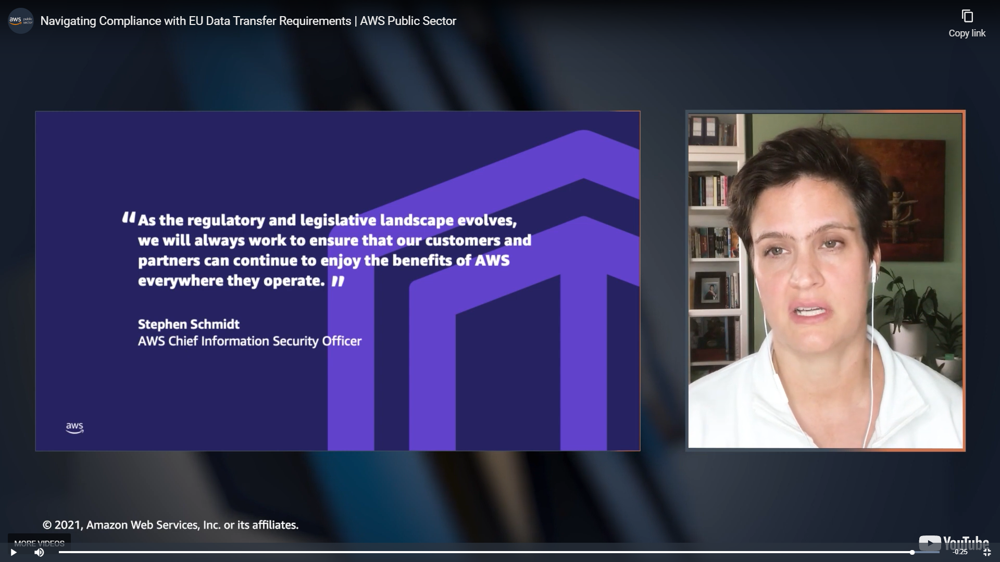 aws public sector
Navigating Compliance with EU Data Transfer Requirements | AWS Public Sector
Copy link
“As the regulatory and legislative landscape evolves,
we will always work to ensure that our customers and
partners can continue to enjoy the benefits of AWS
everywhere they operate.”
Stephen Schmidt
AWS Chief Information Security Officer
aws
© 2021, Amazon Web Services, Inc. or its affiliates.
MORE VIDEOS
YouTube
-0:25